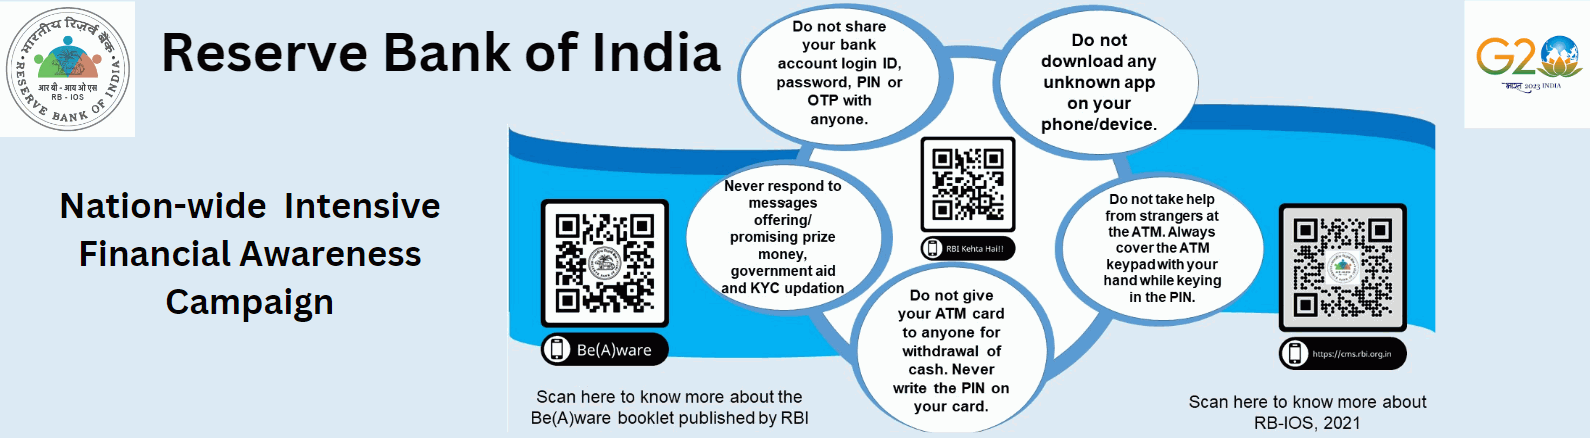 भारतीय रिज़र्व बैंक
आर बी - आय ओ एस
RB - IOS
RESERVE BANK OF INDIA
Reserve Bank of India
Nation-wide Intensive
Financial Awareness
Campaign
Do not share
your bank
account login ID,
password, PIN or
OTP with
anyone.
Do not
download any
unknown app
on your
phone/device.
Never respond to
messages
offering/
promising prize
money,
government aid
and KYC updation
Do not take help
from strangers at
the ATM. Always
cover the ATM
keypad with your
hand while keying
in the PIN.
Do not give
your ATM card
to anyone for
withdrawal of
cash. Never
write the PIN on
your card.
RBI Kehta Hai!!
Be(A)ware
Scan here to know more about the
Be(A)ware booklet published by RBI
https://cms.rbi.org.in
Scan here to know more about
RB-IOS, 2021
G20
भारत 2023 INDIA